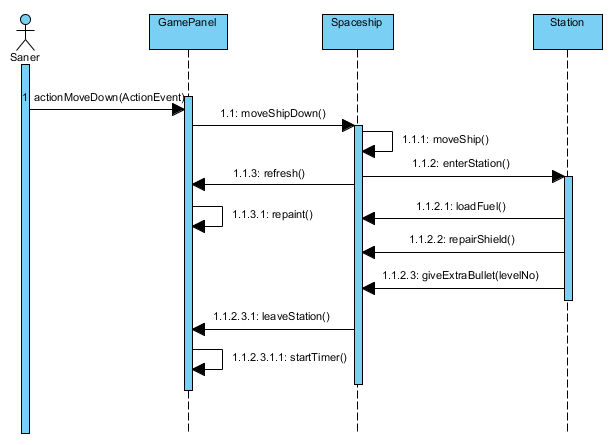 GamePanel
Spaceship
Station
Saner
1: actionMoveDown(ActionEvent)
1.1: moveShipDown()
1.1.1: moveShip()
1.1.2: enterStation()
1.1.3: refresh()
1.1.2.1: loadFuel()
1.1.3.1: repaint()
1.1.2.2: repairShield()
1.1.2.3: giveExtraBullet(levelNo)
1.1.2.3.1: leaveStation()
1.1.2.3.1.1: startTimer()